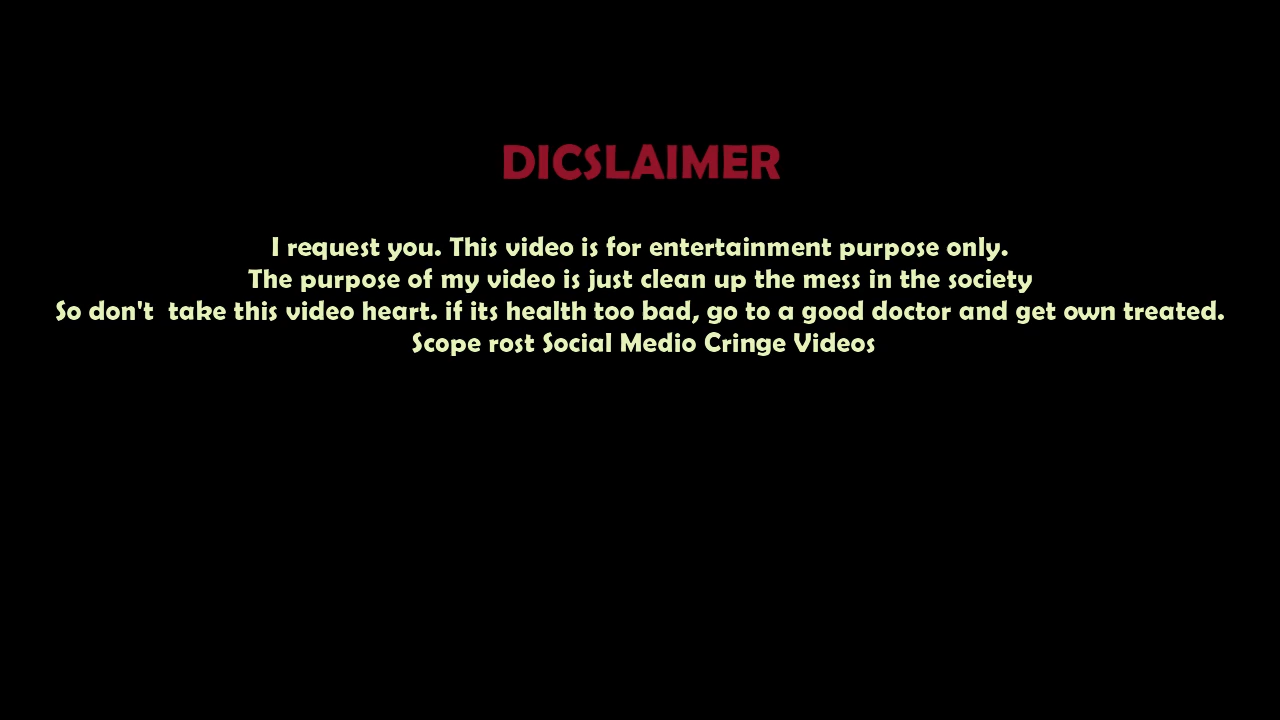 DICSLAIMER
I request you. This video is for entertainment purpose only.
The purpose of my video is just clean up the mess in the society
So don't  take this video heart. if its health too bad, go to a good doctor and get own treated.
Scope rost Social Medio Cringe Videos